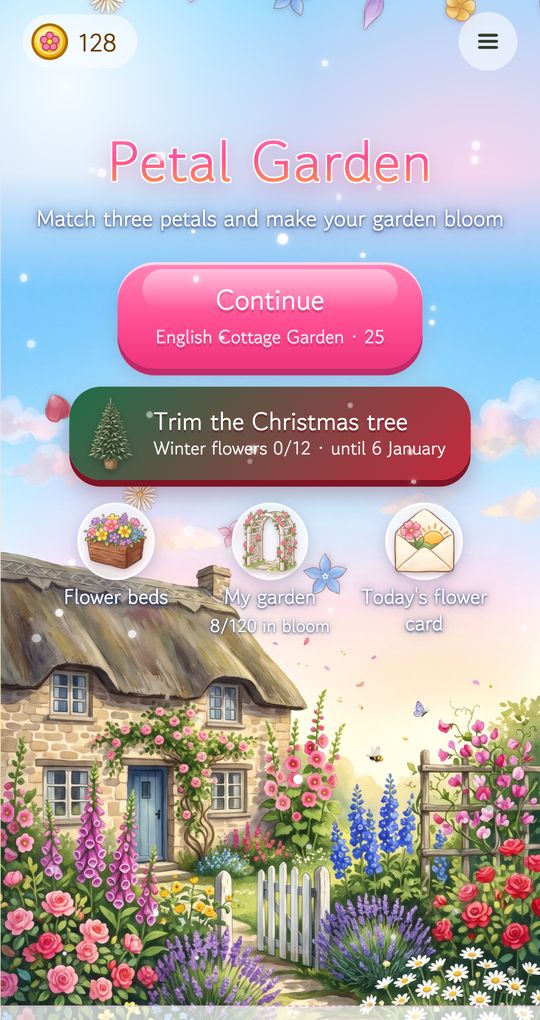 128
Petal Garden
Match three petals and make your garden bloom
Continue
English Cottage Garden · 25
Trim the Christmas tree
Winter flowers 0/12 · until 6 January
Flower beds
My garden
8/120 in bloom
Today's flower
card